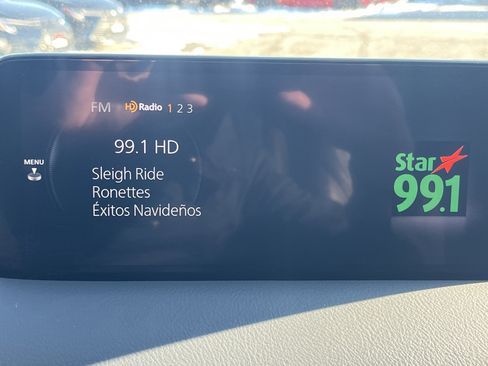 FM HD Radio 1 2 3
99.1 HD
MENU
Sleigh Ride
Ronettes
Éxitos Navideños
Star
99.1